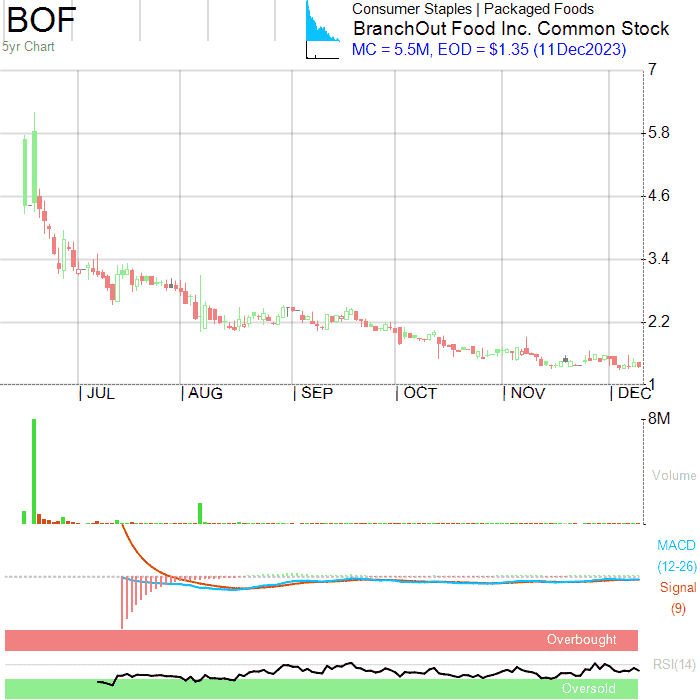 BOF
5yr Chart
Consumer Staples | Packaged Foods
BranchOut Food Inc. Common Stock
MC = 5.5M, EOD = $1.35 (11Dec2023)
7
5.8
4.6
3.4
2.2
1
JUL
AUG
SEP
OCT
NOV
DEC
8M
Volume
MACD
(12-26)
Signal
(9)
Overbought
RSI(14)
Oversold